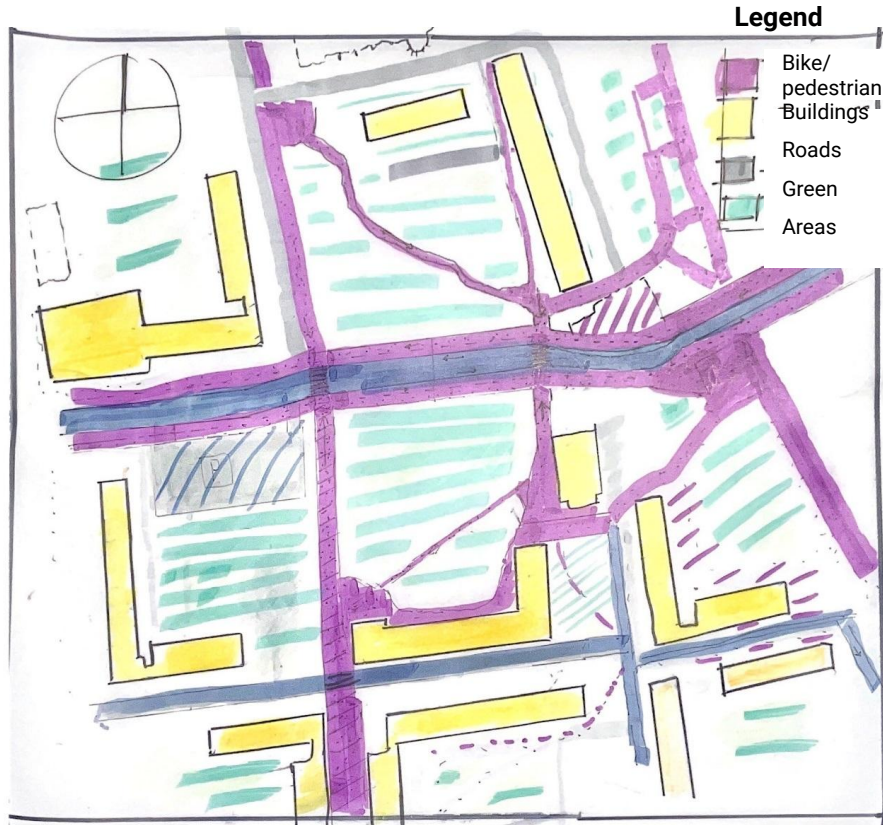 Legend
Bike/
pedestrian
Buildings
Roads
Green
Areas
P